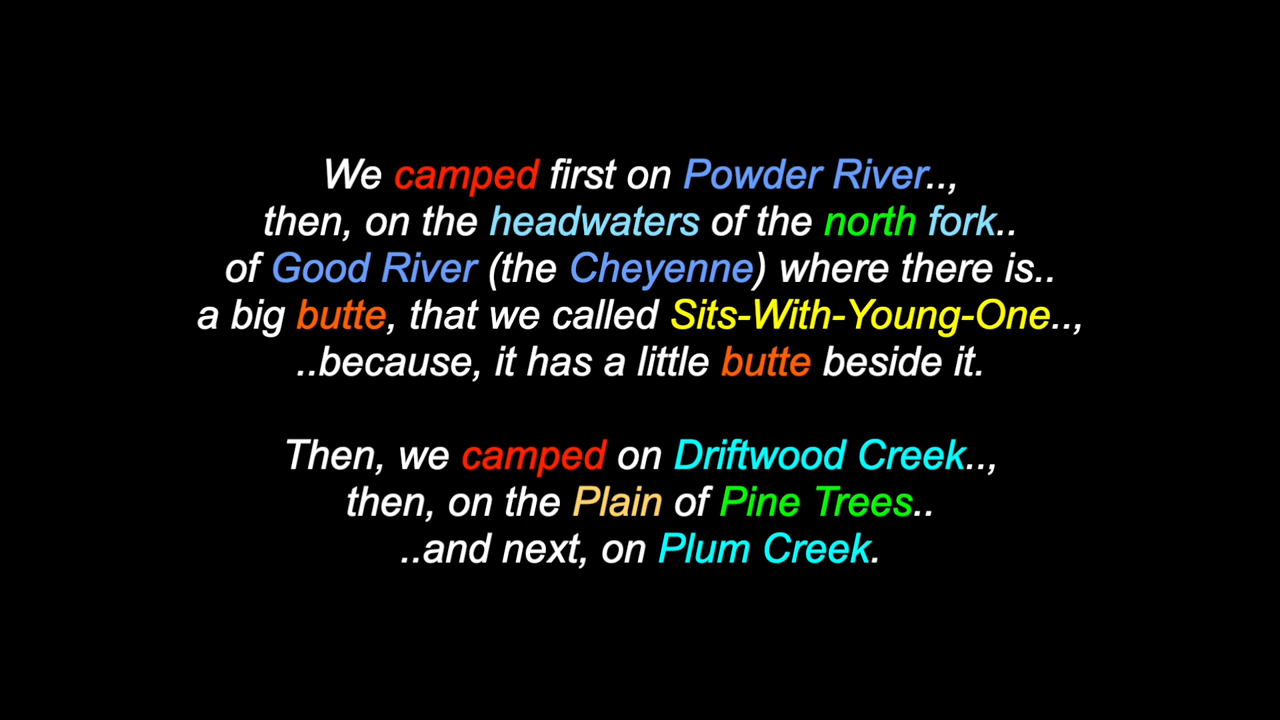 We camped first on Powder River..,
then, on the headwaters of the north fork..
of Good River (the Cheyenne) where there is..
a big butte, that we called Sits-With-Young-One..,
..because, it has a little butte beside it.
Then, we camped on Driftwood Creek..,
then, on the Plain of Pine Trees..
..and next, on Plum Creek.